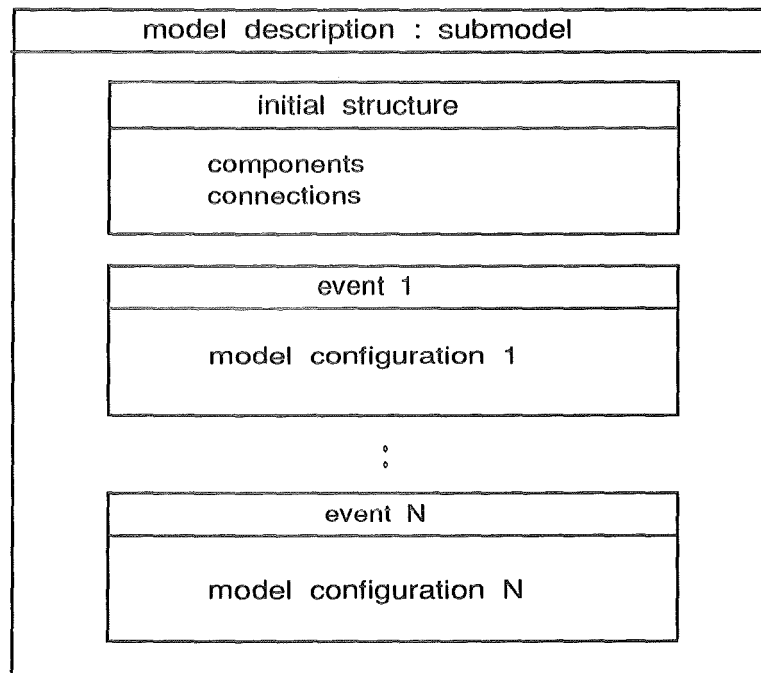 model description : submodel
initial structure
components
connections
event 1
model configuration 1
:
event N
model configuration N